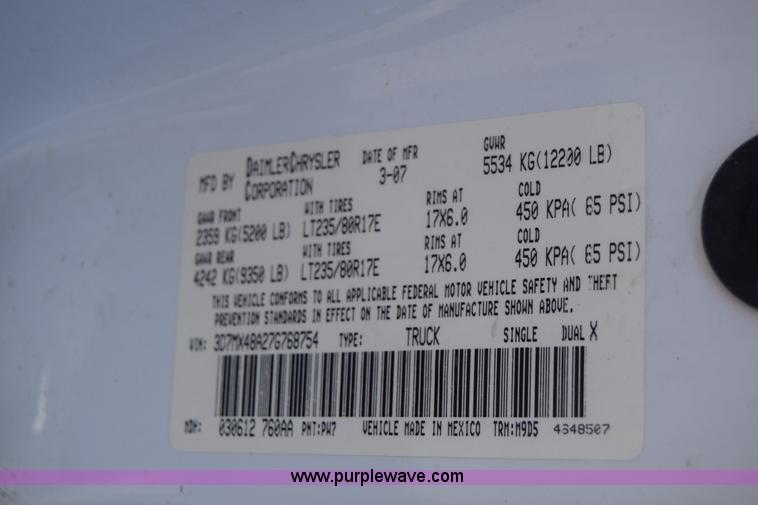 MFD BY DAIMLERCHRYSLER CORPORATION DATE OF MFR 3-07 GVWR 5534 KG(12200 LB)
GAWR FRONT WITH TIRES RIMS AT COLD
2359 KG(5200 LB) LT235/80R17E 17X6.0 450 KPA( 65 PSI)
GAWR REAR WITH TIRES RIMS AT COLD
4242 KG(9350 LB) LT235/80R17E 17X6.0 450 KPA( 65 PSI)
THIS VEHICLE CONFORMS TO ALL APPLICABLE FEDERAL MOTOR VEHICLE SAFETY AND THEFT
PREVENTION STANDARDS IN EFFECT ON THE DATE OF MANUFACTURE SHOWN ABOVE.
VIN: 3D7MX48A27G768754 TYPE: TRUCK SINGLE DUAL X
MDH: 030612 760AA PNT:PW7 VEHICLE MADE IN MEXICO TRM:M9D5 4648507
www.purplewave.com